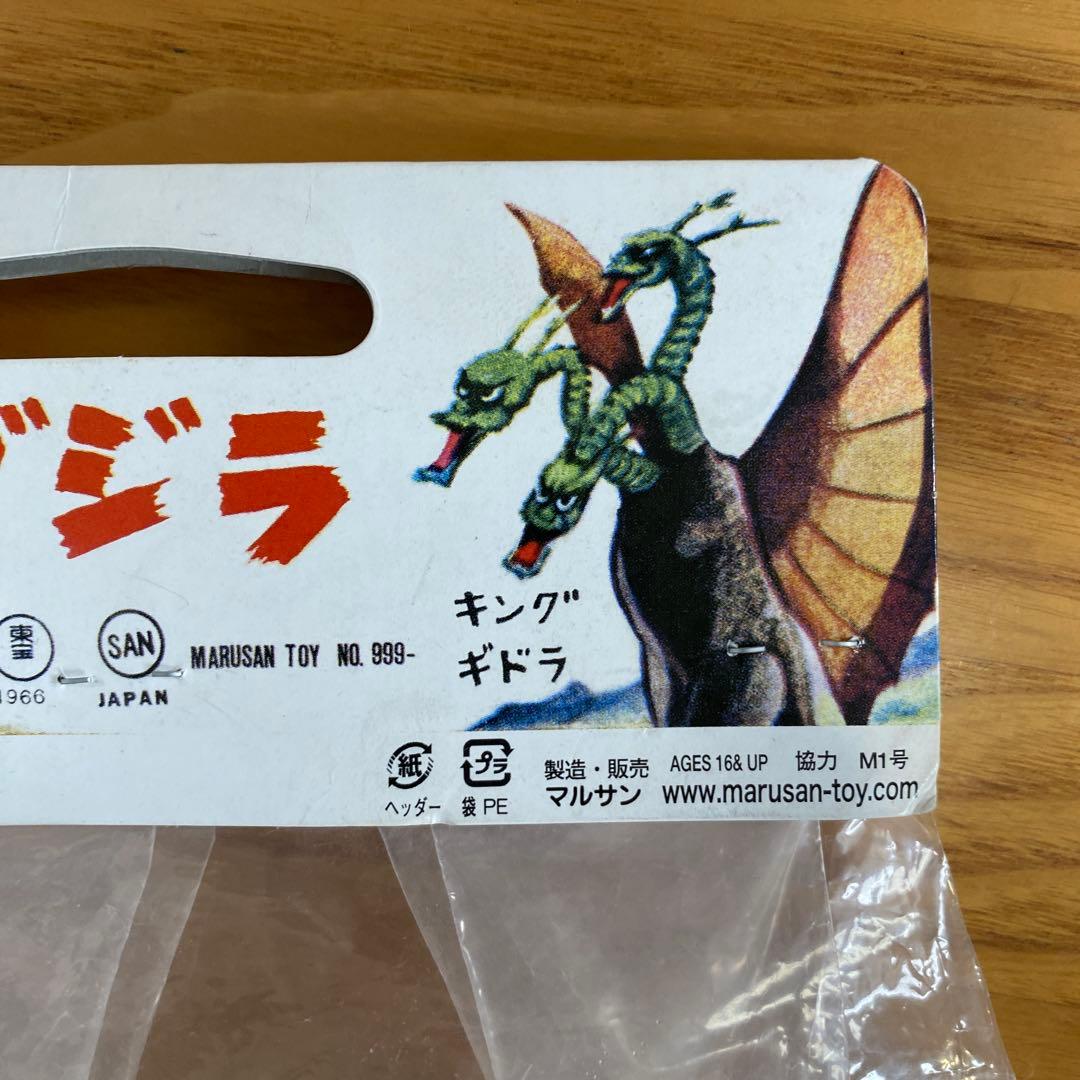 ゴジラ
キング
ギドラ
東宝
1966
SAN
JAPAN
MARUSAN TOY NO. 999-
紙
ヘッダー
プラ
袋 PE
製造・販売 AGES 16& UP 協力 M1号
マルサン www.marusan-toy.com